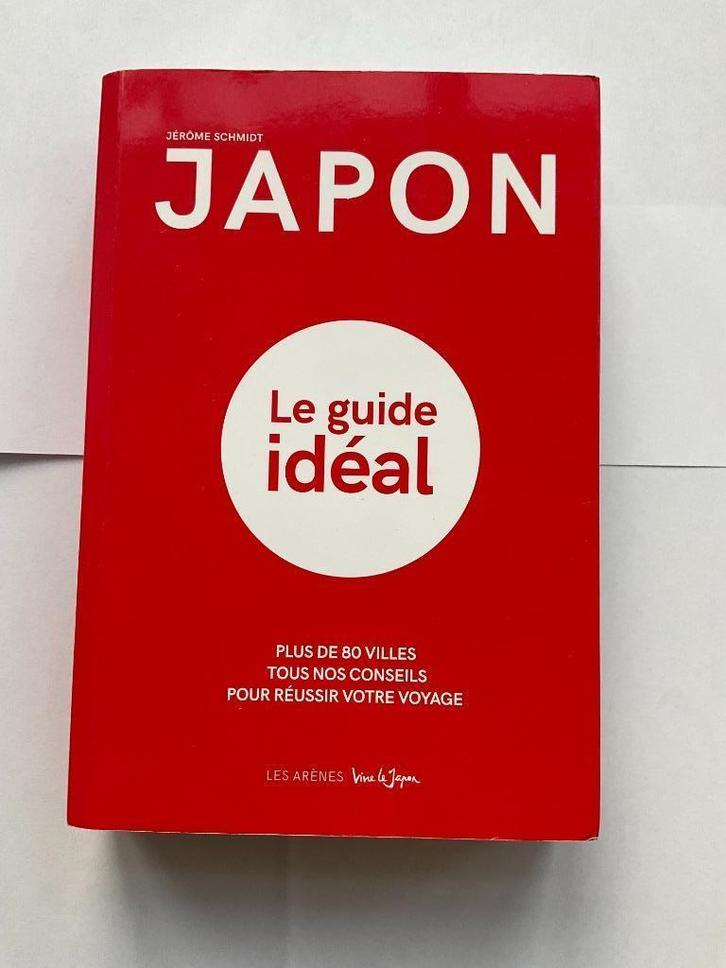 JÉRÔME SCHMIDT
JAPON
Le guide
idéal
PLUS DE 80 VILLES
TOUS NOS CONSEILS
POUR RÉUSSIR VOTRE VOYAGE
LES ARÈNES Vive le Japon